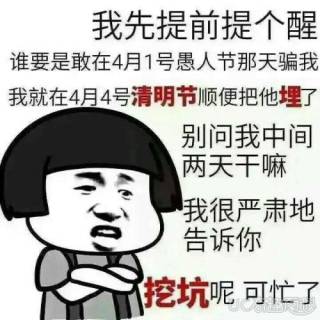 我先提前提个醒
谁要是敢在4月1号愚人节那天骗我
我就在4月4号清明节顺便把他埋了
别问我中间
两天干嘛
我很严肃地
告诉你
挖坑呢 可忙了